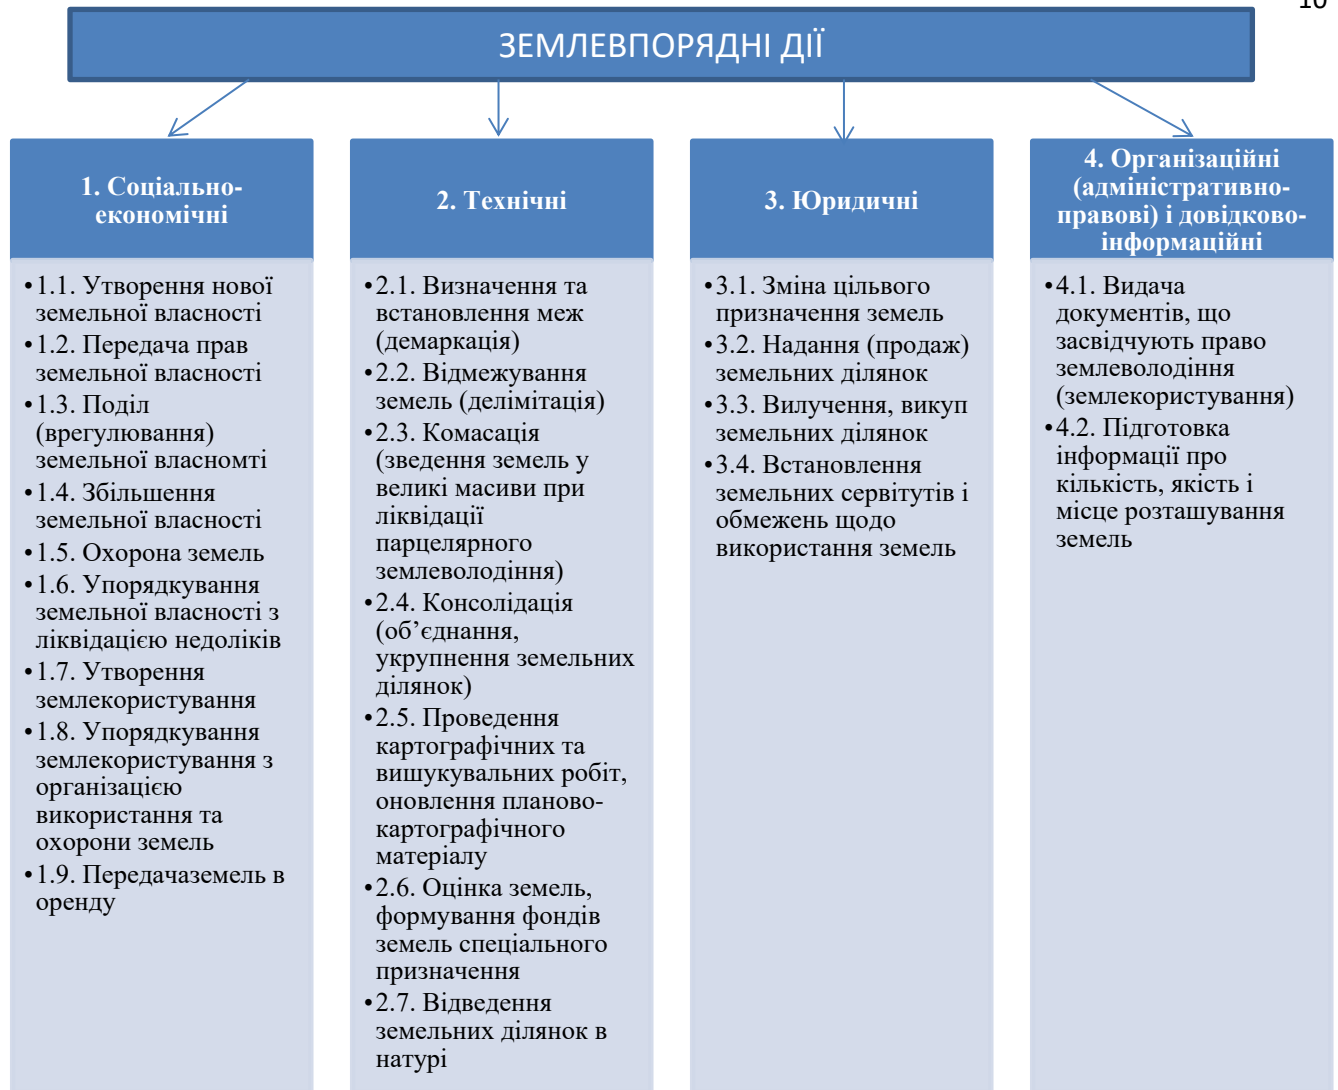 10
ЗЕМЛЕВПОРЯДНІ ДІЇ
1. Соціально-
економічні
•1.1. Утворення нової
земельної власності
•1.2. Передача прав
земельної власності
•1.3. Поділ
(врегулювання)
земельної власномті
•1.4. Збільшення
земельної власності
•1.5. Охорона земель
•1.6. Упорядкування
земельної власності з
ліквідацією недоліків
•1.7. Утворення
землекористування
•1.8. Упорядкування
землекористування з
організацією
використання та
охорони земель
•1.9. Передачаземель в
оренду
2. Технічні
•2.1. Визначення та
встановлення меж
(демаркація)
•2.2. Відмежування
земель (делімітація)
•2.3. Комасація
(зведення земель у
великі масиви при
ліквідації
парцелярного
землеволодіння)
•2.4. Консолідація
(об’єднання,
укрупнення земельних
ділянок)
•2.5. Проведення
картографічних та
вишукувальних робіт,
оновлення планово-
картографічного
матеріалу
•2.6. Оцінка земель,
формування фондів
земель спеціального
призначення
•2.7. Відведення
земельних ділянок в
натурі
3. Юридичні
•3.1. Зміна цільвого
призначення земель
•3.2. Надання (продаж)
земельних ділянок
•3.3. Вилучення, викуп
земельних ділянок
•3.4. Встановлення
земельних сервітутів і
обмежень щодо
використання земель
4. Організаційні
(адміністративно-
правові) і довідково-
інформаційні
•4.1. Видача
документів, що
засвідчують право
землеволодіння
(землекористування)
•4.2. Підготовка
інформації про
кількість, якість і
місце розташування
земель